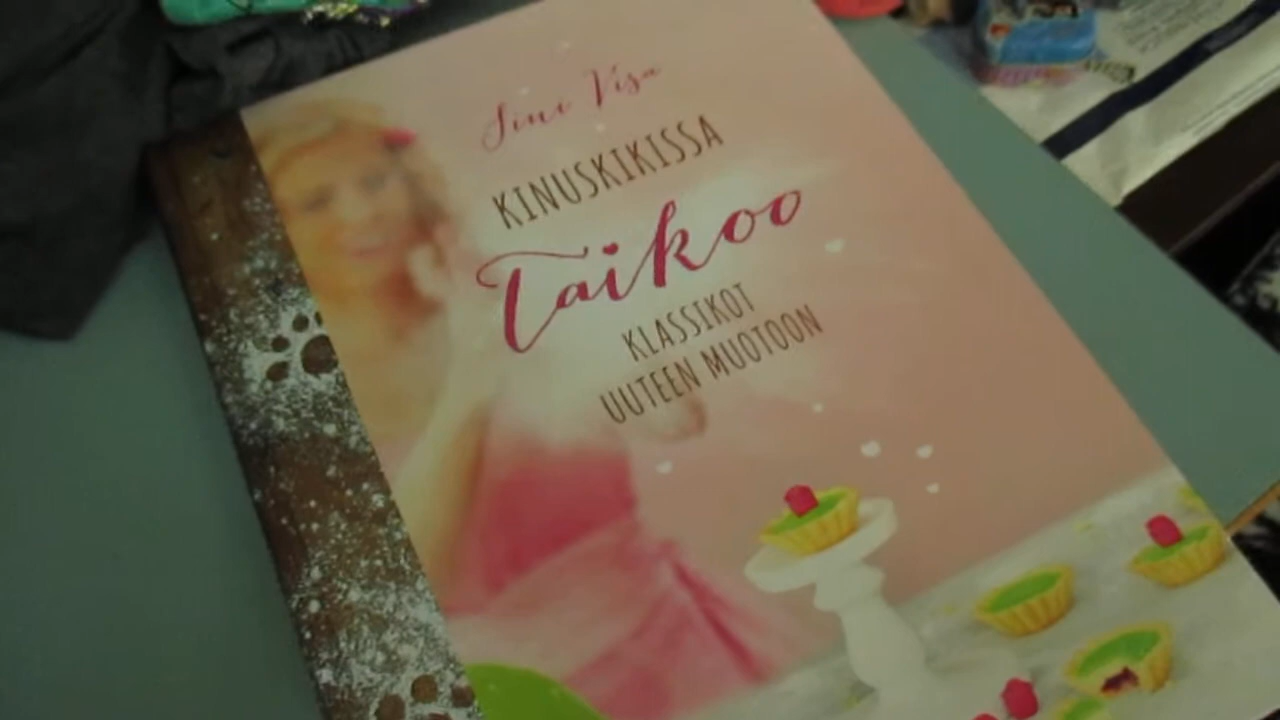 Sini Visa
KINUSKIKISSA
Taikoo
KLASSIKOT
UUTEEN MUOTOON